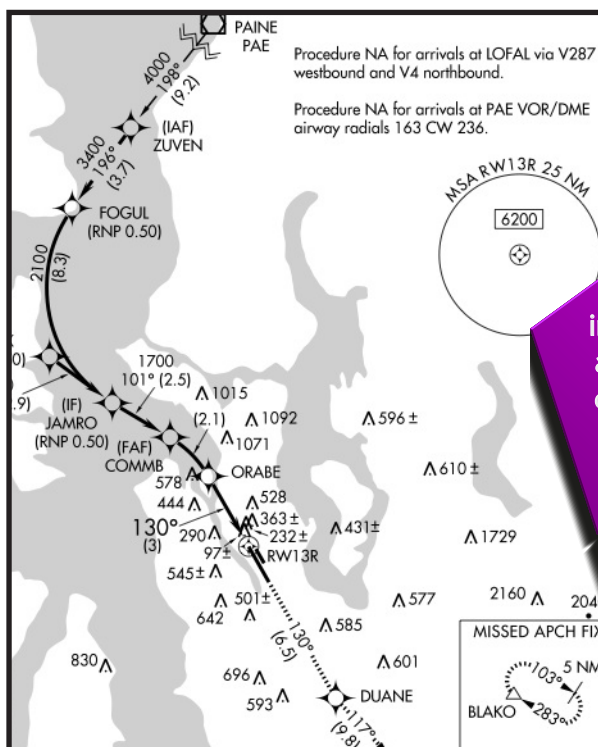 PAINE
PAE
Procedure NA for arrivals at LOFAL via V287
westbound and V4 northbound.
Procedure NA for arrivals at PAE VOR/DME
airway radials 163 CW 236.
4000
198°
(9.2)
(IAF)
ZUVEN
3400
196°
(3.7)
FOGUL
(RNP 0.50)
MSA RW13R 25 NM
6200
2100
(8.3)
0)
.9)
1700
101° (2.5)
(IF)
JAMRO
(RNP 0.50)
(FAF)
COMMB
(2.1)
1015
1092
1071
596±
ORABE
578
610±
444
528
130°
(3)
363±
290
232±
431±
1729
97±
RW13R
545±
501±
642
577
2160
204
585
130°
(6.5)
MISSED APCH FIX
830
601
696
593
DUANE
117°
(9.8)
5 NM
103°
BLAKO
283°